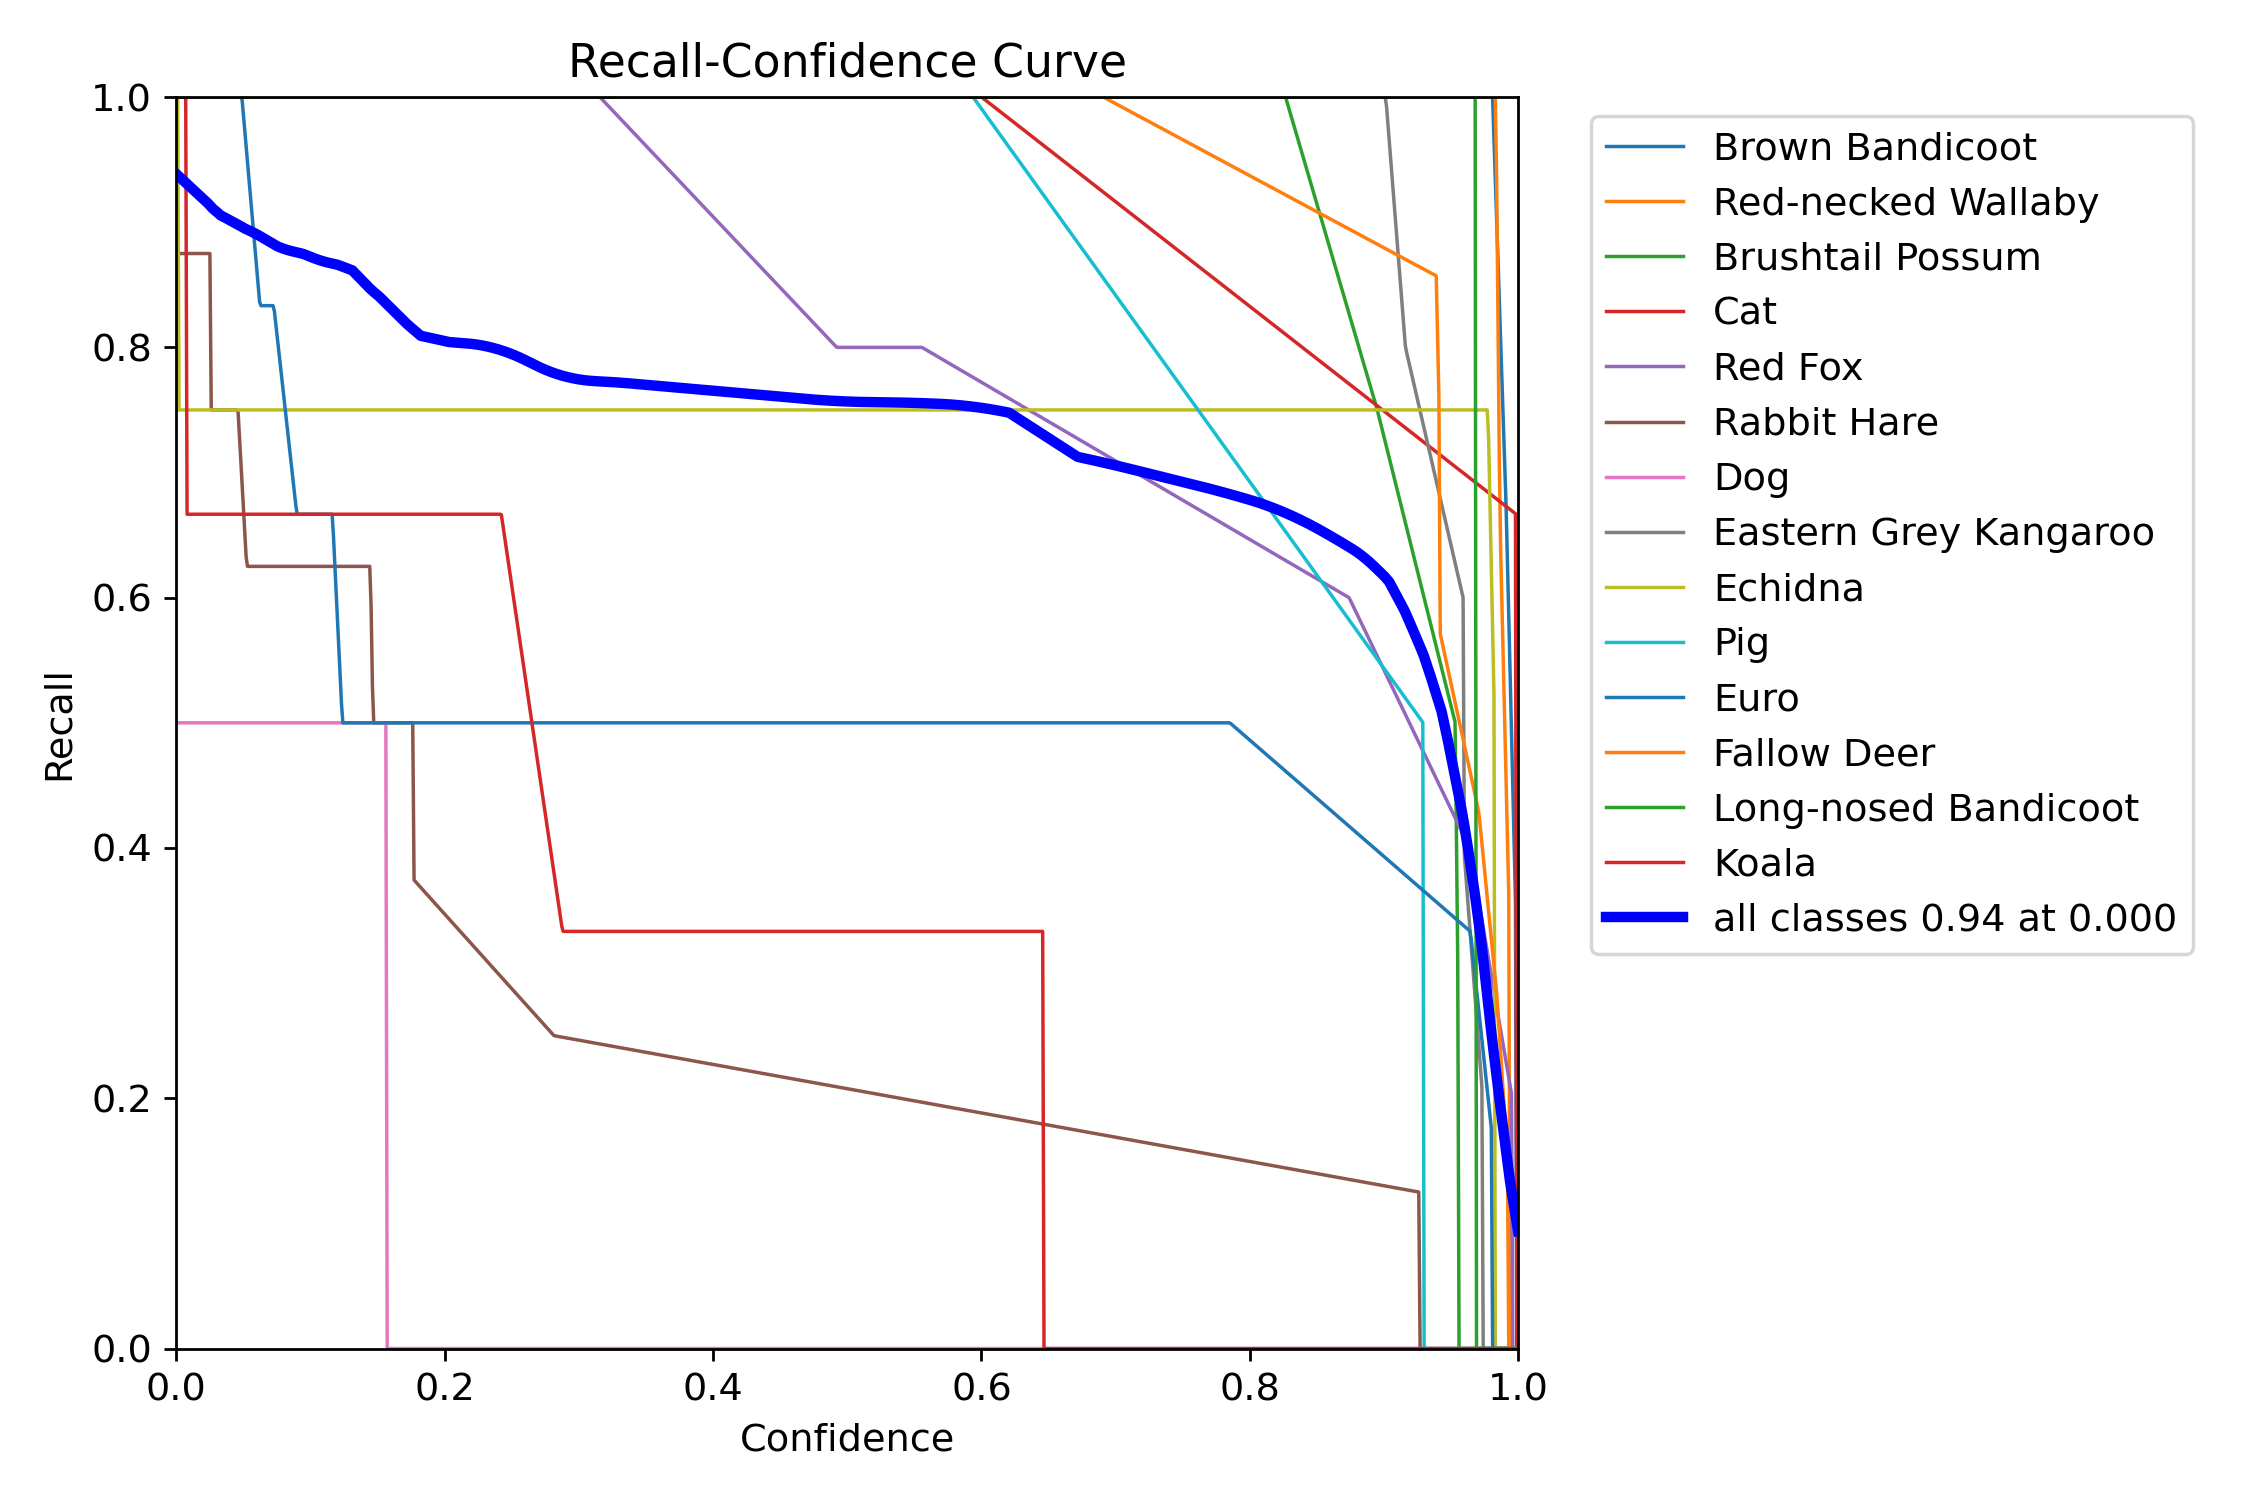 Recall-Confidence Curve
1.0
0.8
0.6
0.4
0.2
0.0
Recall
0.0 0.2 0.4 0.6 0.8 1.0
Confidence
Brown Bandicoot
Red-necked Wallaby
Brushtail Possum
Cat
Red Fox
Rabbit Hare
Dog
Eastern Grey Kangaroo
Echidna
Pig
Euro
Fallow Deer
Long-nosed Bandicoot
Koala
all classes 0.94 at 0.000